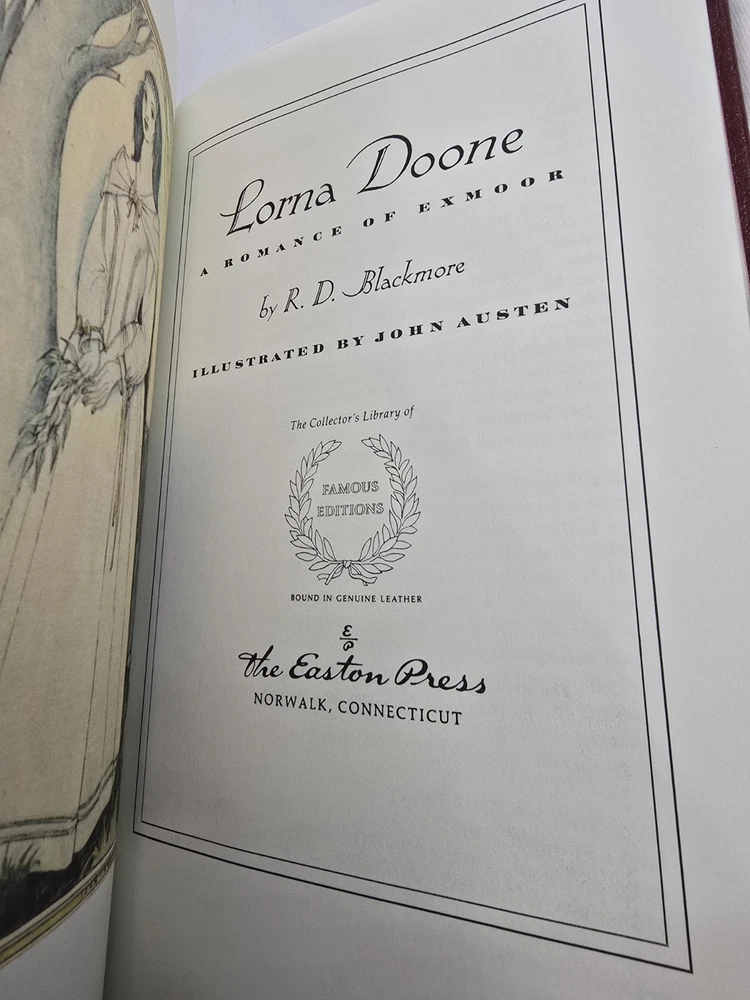 Lorna Doone
A ROMANCE OF EXMOOR
by R. D. Blackmore
ILLUSTRATED BY JOHN AUSTEN
The Collector's Library of
FAMOUS
EDITIONS
BOUND IN GENUINE LEATHER
E
P
The Easton Press
NORWALK, CONNECTICUT